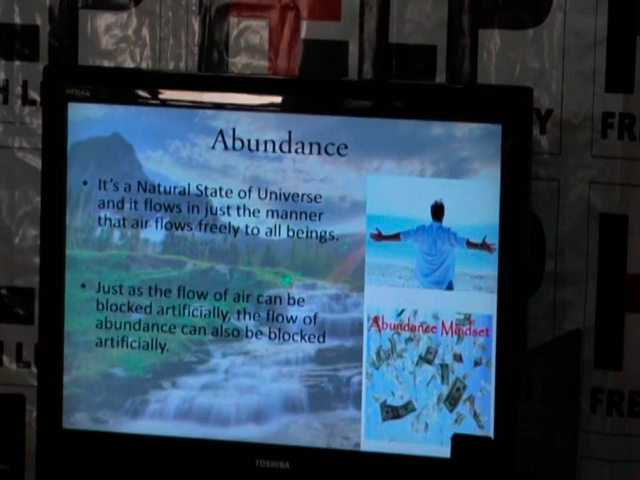 Abundance
• It's a Natural State of Universe
and it flows in just the manner
that air flows freely to all beings.
• Just as the flow of air can be
blocked artificially, the flow of
abundance can also be blocked
artificially.
Abundance Mindset
TOSHIBA
FR
FRE